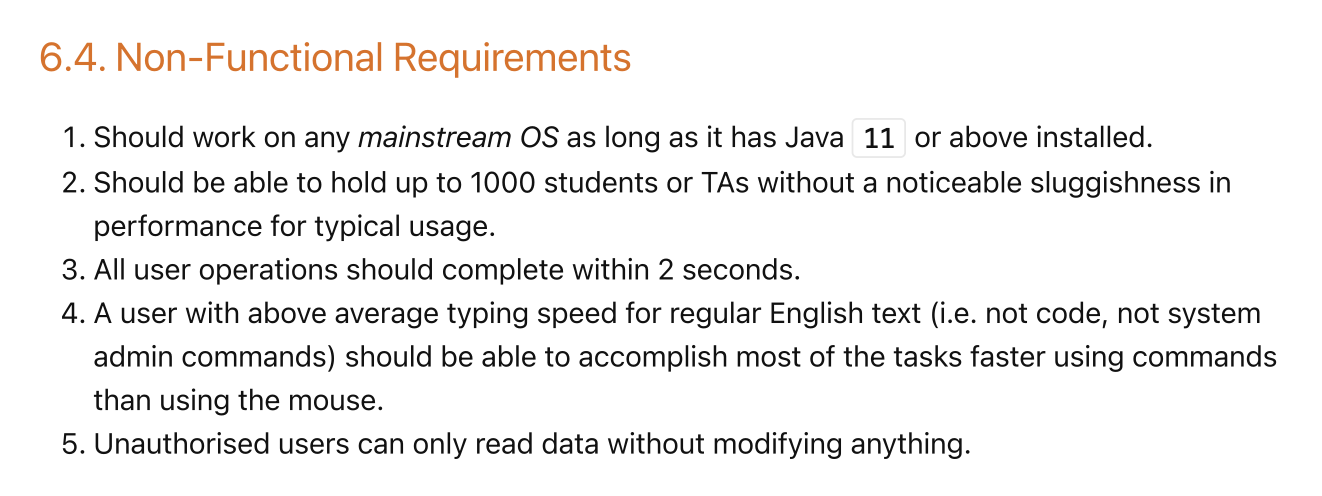 6.4. Non-Functional Requirements
1. Should work on any mainstream OS as long as it has Java 11 or above installed.
2. Should be able to hold up to 1000 students or TAs without a noticeable sluggishness in
performance for typical usage.
3. All user operations should complete within 2 seconds.
4. A user with above average typing speed for regular English text (i.e. not code, not system
admin commands) should be able to accomplish most of the tasks faster using commands
than using the mouse.
5. Unauthorised users can only read data without modifying anything.